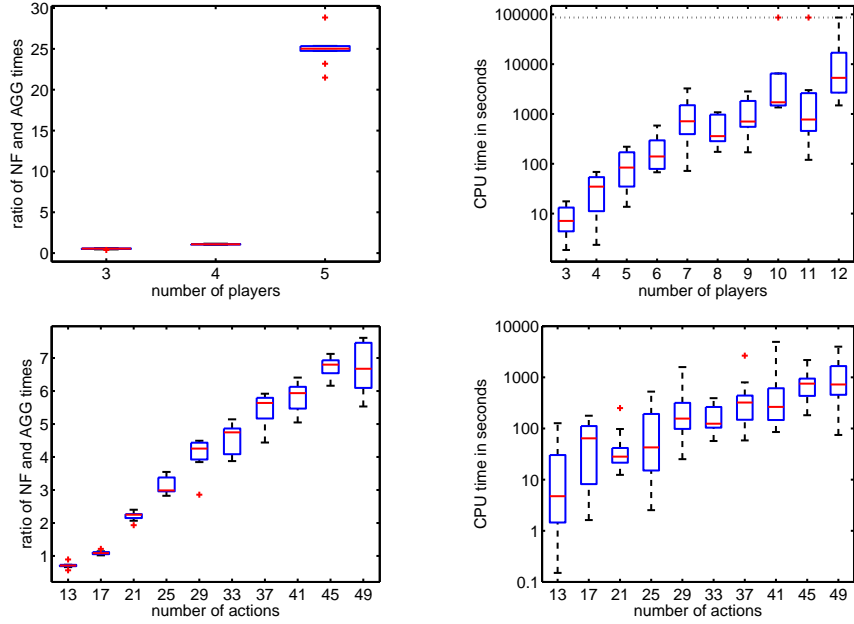 30
25
20
15
10
5
0
3
4
5
number of players
ratio of NF and AGG times
100000
10000
1000
100
10
3 4 5 6 7 8 9 10 11 12
number of players
CPU time in seconds
7
6
5
4
3
2
1
13 17 21 25 29 33 37 41 45 49
number of actions
ratio of NF and AGG times
10000
1000
100
10
1
0.1
13 17 21 25 29 33 37 41 45 49
number of actions
CPU time in seconds